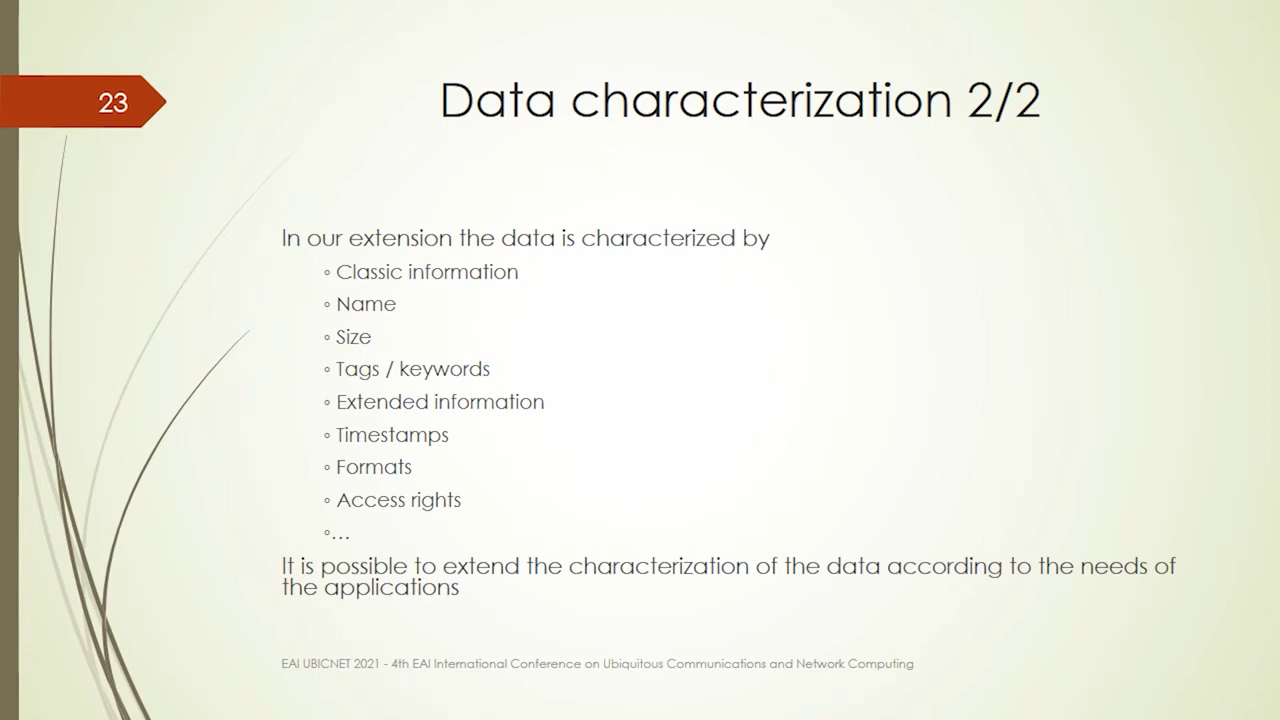 23
Data characterization 2/2
In our extension the data is characterized by
◦ Classic information
◦ Name
◦ Size
◦ Tags / keywords
◦ Extended information
◦ Timestamps
◦ Formats
◦ Access rights
◦…
It is possible to extend the characterization of the data according to the needs of
the applications
EAI UBICNET 2021 - 4th EAI International Conference on Ubiquitous Communications and Network Computing